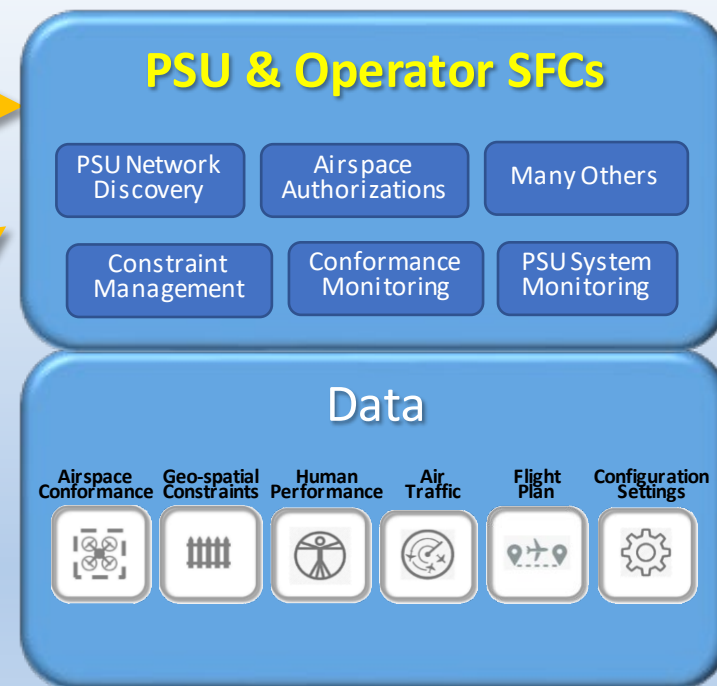 PSU & Operator SFCs
PSU Network
Discovery
Airspace
Authorizations
Many Others
Constraint
Management
Conformance
Monitoring
PSU System
Monitoring
Data
Airspace
Conformance
Geo-spatial
Constraints
Human
Performance
Air
Traffic
Flight
Plan
Configuration
Settings